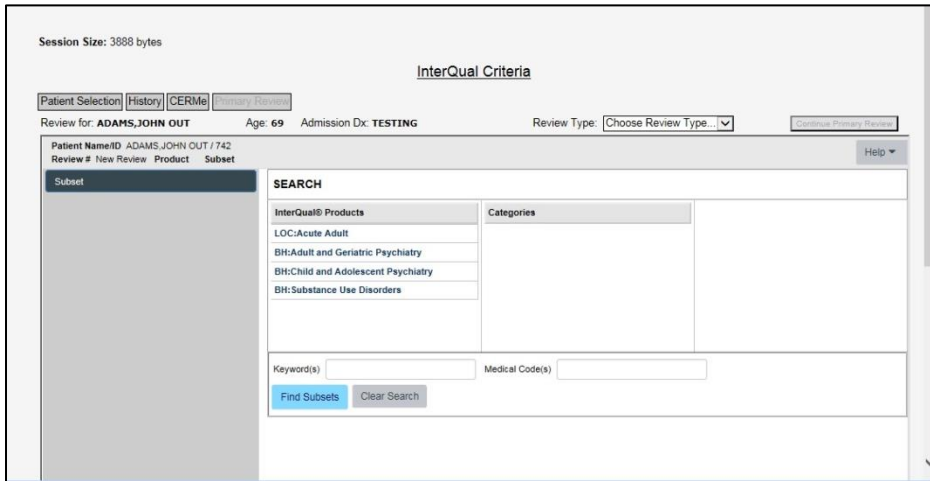 Session Size: 3888 bytes
InterQual Criteria
Patient Selection History CERMe Primary Review
Review for: ADAMS,JOHN OUT Age: 69 Admission Dx: TESTING Review Type: Choose Review Type... Continue Primary Review
Patient Name/ID ADAMS,JOHN OUT / 742
Review # New Review Product Subset
Help
Subset
SEARCH
InterQual® Products Categories
LOC:Acute Adult
BH:Adult and Geriatric Psychiatry
BH:Child and Adolescent Psychiatry
BH:Substance Use Disorders
Keyword(s) Medical Code(s)
Find Subsets Clear Search